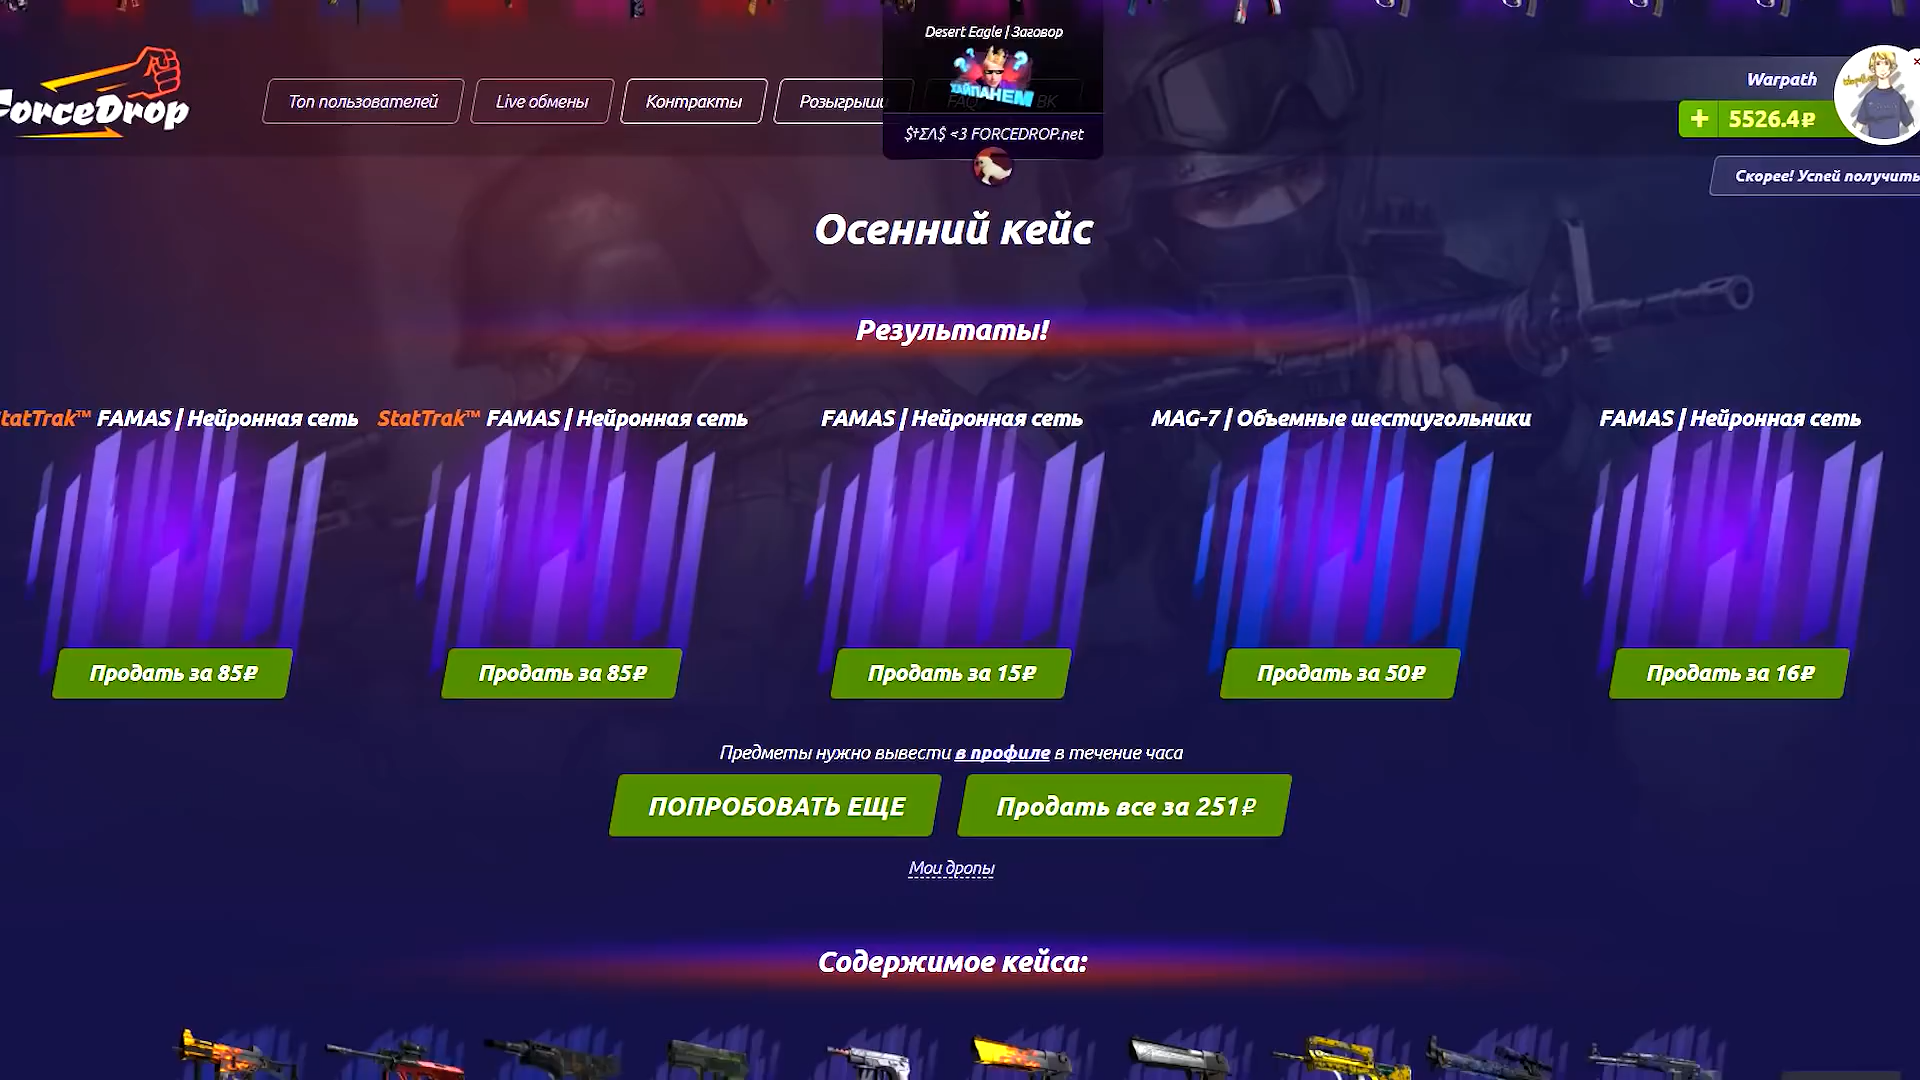 Desert Eagle | Заговор
ХАЙПАНЕМ
ForceDrop
Топ пользователей
Live обмены
Контракты
Розыгрыши
FAQ
ВК
$†ΣΛ$ <3 FORCEDROP.net
Warpath
+ 5526.4₽
Скорее! Успей получить
Осенний кейс
Результаты!
tatTrak™ FAMAS | Нейронная сеть
StatTrak™ FAMAS | Нейронная сеть
FAMAS | Нейронная сеть
MAG-7 | Объемные шестиугольники
FAMAS | Нейронная сеть
Продать за 85₽
Продать за 85₽
Продать за 15₽
Продать за 50₽
Продать за 16₽
Предметы нужно вывести в профиле в течение часа
ПОПРОБОВАТЬ ЕЩЕ
Продать все за 251₽
Мои дропы
Содержимое кейса: